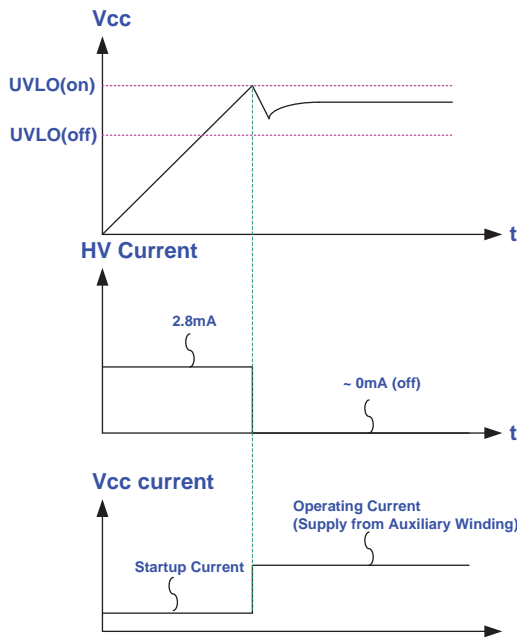 Vcc
UVLO(on)
UVLO(off)
t
HV Current
2.8mA
~ 0mA (off)
t
Vcc current
Operating Current
(Supply from Auxiliary Winding)
Startup Current